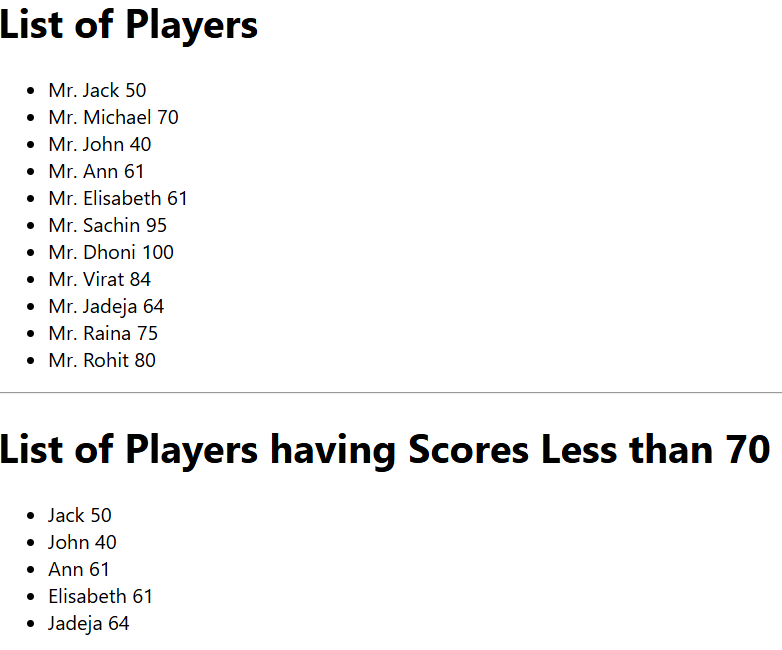 List of Players
• Mr. Jack 50
• Mr. Michael 70
• Mr. John 40
• Mr. Ann 61
• Mr. Elisabeth 61
• Mr. Sachin 95
• Mr. Dhoni 100
• Mr. Virat 84
• Mr. Jadeja 64
• Mr. Raina 75
• Mr. Rohit 80
List of Players having Scores Less than 70
• Jack 50
• John 40
• Ann 61
• Elisabeth 61
• Jadeja 64